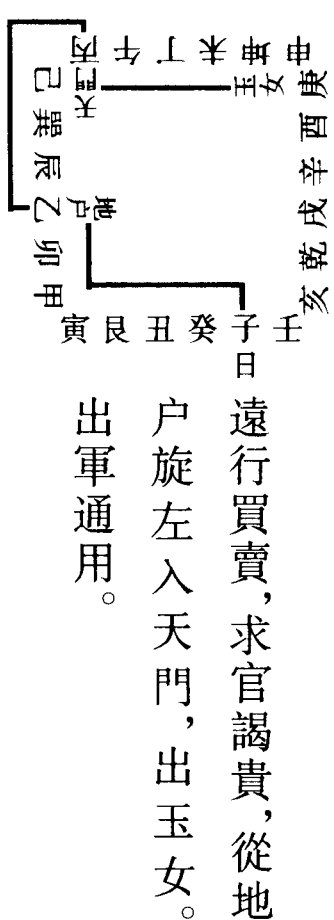 丙午丁未坤申
庚酉辛戌乾亥
玉女
天門
巳巽辰乙卯甲
地户
寅艮丑癸子壬
日
遠行買賣,求官謁貴,從地
户旋左入天門,出玉女。
出軍通用。